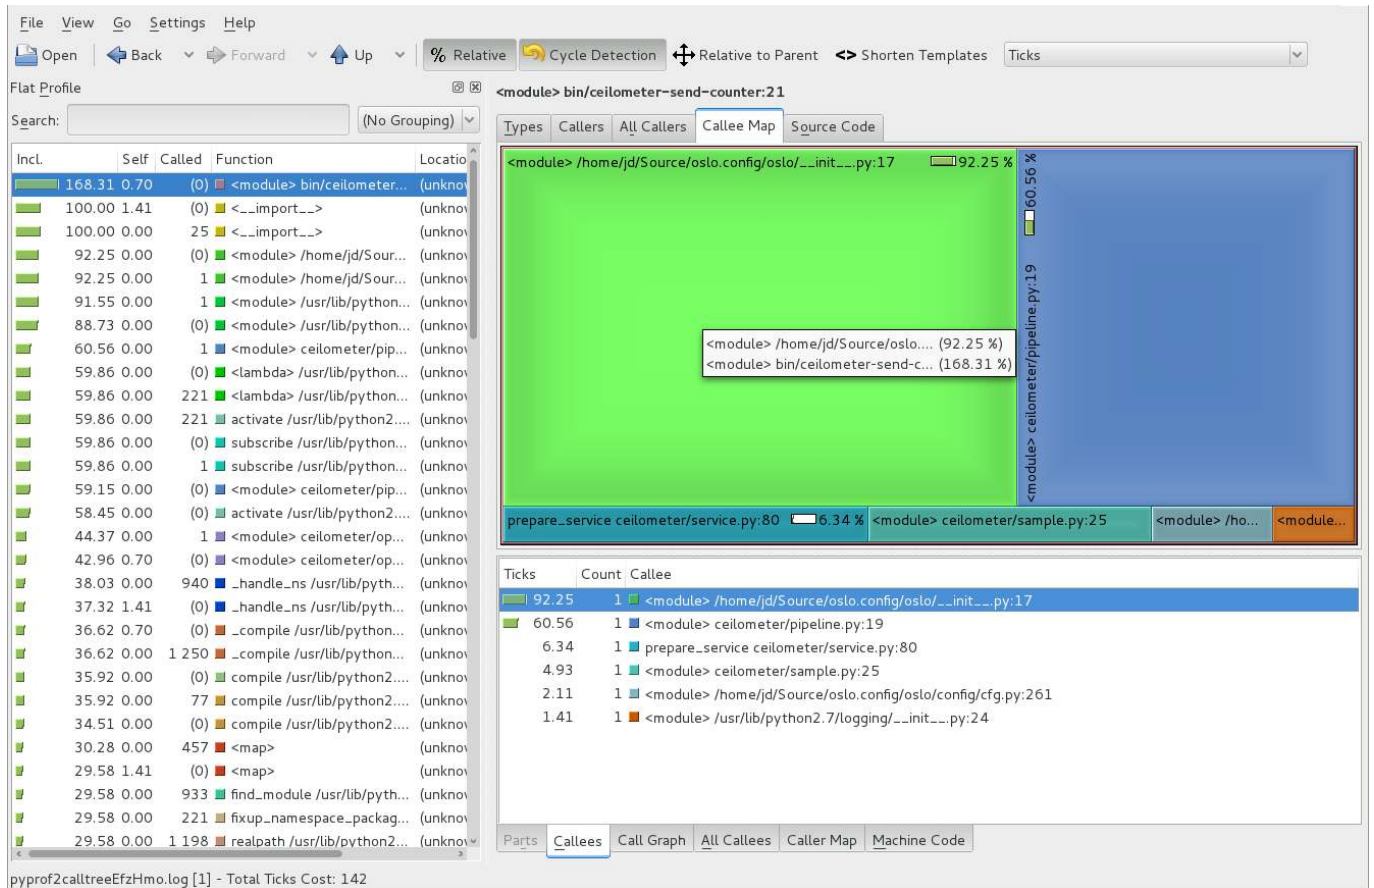 File View Go Settings Help
Open Back Forward Up % Relative Cycle Detection Relative to Parent <> Shorten Templates Ticks
Flat Profile
Search: (No Grouping)
Incl. Self Called Function Locatio
168.31 0.70 (0) <module> bin/ceilometer... (unknov
100.00 1.41 (0) <__import__> (unknov
100.00 0.00 25 <__import__> (unknov
92.25 0.00 (0) <module> /home/jd/Sour... (unknov
92.25 0.00 1 <module> /home/jd/Sour... (unknov
91.55 0.00 1 <module> /usr/lib/python... (unknov
88.73 0.00 (0) <module> /usr/lib/python... (unknov
60.56 0.00 1 <module> ceilometer/pip... (unknov
59.86 0.00 (0) <lambda> /usr/lib/python... (unknov
59.86 0.00 221 <lambda> /usr/lib/python... (unknov
59.86 0.00 221 activate /usr/lib/python2.... (unknov
59.86 0.00 (0) subscribe /usr/lib/python... (unknov
59.86 0.00 1 subscribe /usr/lib/python... (unknov
59.15 0.00 (0) <module> ceilometer/pip... (unknov
58.45 0.00 (0) activate /usr/lib/python2.... (unknov
44.37 0.00 1 <module> ceilometer/op... (unknov
42.96 0.70 (0) <module> ceilometer/op... (unknov
38.03 0.00 940 _handle_ns /usr/lib/pyth... (unknov
37.32 1.41 (0) _handle_ns /usr/lib/pyth... (unknov
36.62 0.70 (0) _compile /usr/lib/python... (unknov
36.62 0.00 1 250 _compile /usr/lib/python... (unknov
35.92 0.00 (0) compile /usr/lib/python2.... (unknov
35.92 0.00 77 compile /usr/lib/python2.... (unknov
34.51 0.00 (0) compile /usr/lib/python2.... (unknov
30.28 0.00 457 <map> (unknov
29.58 1.41 (0) <map> (unknov
29.58 0.00 933 find_module /usr/lib/pyth... (unknov
29.58 0.00 221 fixup_namespace_packag... (unknov
29.58 0.00 1 198 realpath /usr/lib/python2... (unknov
<module> bin/ceilometer-send-counter:21
Types Callers All Callers Callee Map Source Code
<module> /home/jd/Source/oslo.config/oslo/__init__.py:17 92.25 %
<module> ceilometer/pipeline.py:19 60.56 %
<module> /home/jd/Source/oslo.... (92.25 %)
<module> bin/ceilometer-send-c... (168.31 %)
prepare_service ceilometer/service.py:80 6.34 % <module> ceilometer/sample.py:25 <module> /ho... <module...
Ticks Count Callee
92.25 1 <module> /home/jd/Source/oslo.config/oslo/__init__.py:17
60.56 1 <module> ceilometer/pipeline.py:19
6.34 1 prepare_service ceilometer/service.py:80
4.93 1 <module> ceilometer/sample.py:25
2.11 1 <module> /home/jd/Source/oslo.config/oslo/config/cfg.py:261
1.41 1 <module> /usr/lib/python2.7/logging/__init__.py:24
Parts Callees Call Graph All Callees Caller Map Machine Code
pyprof2calltreeEfzHmo.log [1] - Total Ticks Cost: 142